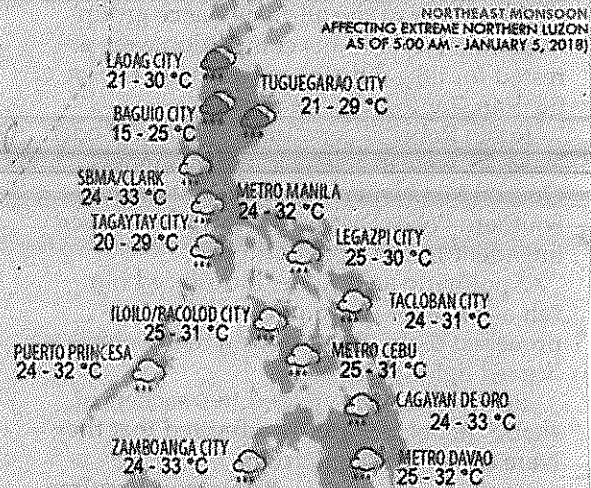 NORTHEAST MONSOON
AFFECTING EXTREME NORTHERN LUZON
AS OF 5:00 AM - JANUARY 5, 2018)
LAOAG CITY
21 - 30 °C
TUGUEGARAO CITY
21 - 29 °C
BAGUIO CITY
15 - 25 °C
SBMA/CLARK
24 - 33 °C
METRO MANILA
24 - 32 °C
TAGAYTAY CITY
20 - 29 °C
LEGAZPI CITY
25 - 30 °C
TACLOBAN CITY
24 - 31 °C
ILOILO/BACOLOD CITY
25 - 31 °C
METRO CEBU
25 - 31 °C
PUERTO PRINCESA
24 - 32 °C
CAGAYAN DE ORO
24 - 33 °C
ZAMBOANGA CITY
24 - 33 °C
METRO DAVAO
25 - 32 °C